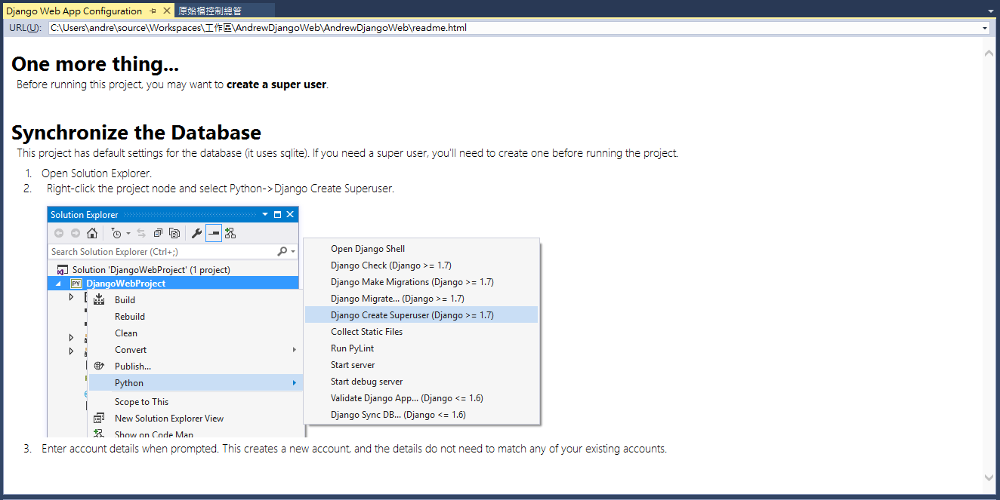 Django Web App Configuration
原始檔控制總管
URL(U): C:\Users\andre\source\Workspaces\工作區\AndrewDjangoWeb\AndrewDjangoWeb\readme.html
One more thing...
Before running this project, you may want to create a super user.
Synchronize the Database
This project has default settings for the database (it uses sqlite). If you need a super user, you'll need to create one before running the project.
1. Open Solution Explorer.
2. Right-click the project node and select Python->Django Create Superuser.
Solution Explorer
Search Solution Explorer (Ctrl+;)
Solution 'DjangoWebProject' (1 project)
PY DjangoWebProject
Build
Rebuild
Clean
Convert
Publish...
Python
Scope to This
New Solution Explorer View
Show on Code Map
Open Django Shell
Django Check (Django >= 1.7)
Django Make Migrations (Django >= 1.7)
Django Migrate... (Django >= 1.7)
Django Create Superuser (Django >= 1.7)
Collect Static Files
Run PyLint
Start server
Start debug server
Validate Django App... (Django <= 1.6)
Django Sync DB... (Django <= 1.6)
3. Enter account details when prompted. This creates a new account, and the details do not need to match any of your existing accounts.